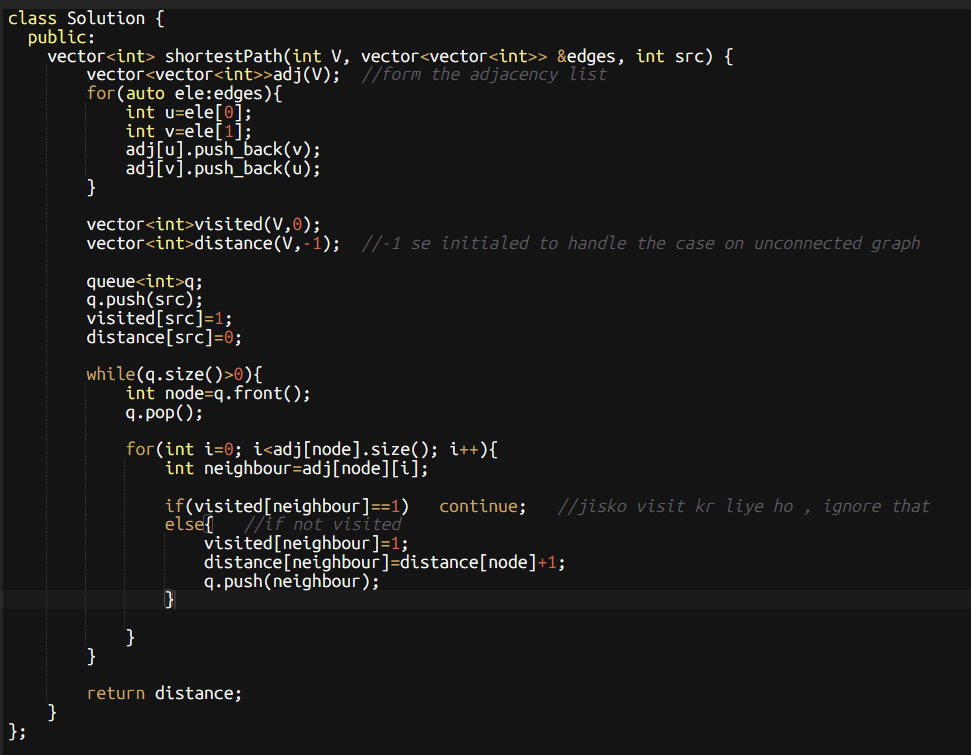 class Solution {
  public:
    vector<int> shortestPath(int V, vector<vector<int>> &edges, int src) {
        vector<vector<int>>adj(V);  //form the adjacency list
        for(auto ele:edges){
            int u=ele[0];
            int v=ele[1];
            adj[u].push_back(v);
            adj[v].push_back(u);
        }

        vector<int>visited(V,0);
        vector<int>distance(V,-1);  //-1 se initialed to handle the case on unconnected graph

        queue<int>q;
        q.push(src);
        visited[src]=1;
        distance[src]=0;

        while(q.size()>0){
            int node=q.front();
            q.pop();

            for(int i=0; i<adj[node].size(); i++){
                int neighbour=adj[node][i];

                if(visited[neighbour]==1)   continue;   //jisko visit kr liye ho , ignore that
                else{   //if not visited
                    visited[neighbour]=1;
                    distance[neighbour]=distance[node]+1;
                    q.push(neighbour);
                }

            }
        }

        return distance;
    }
};